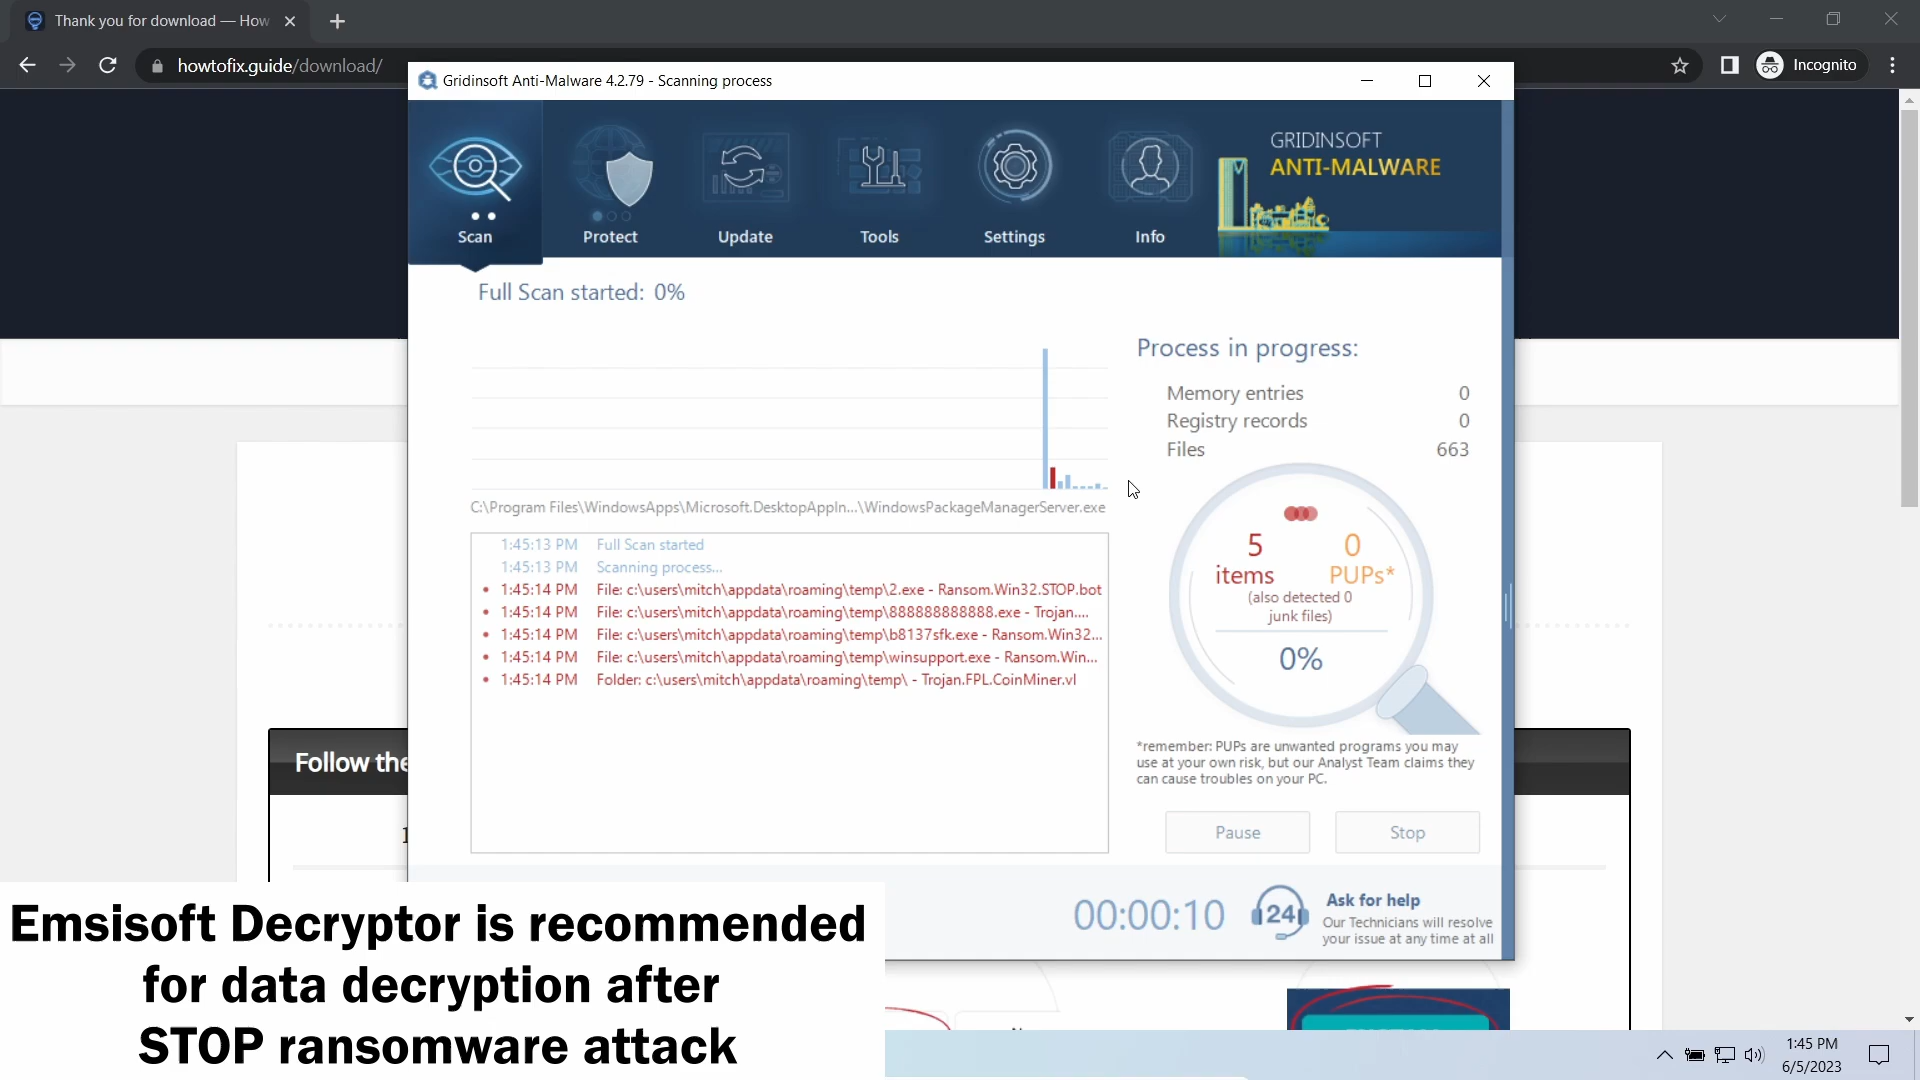 Thank you for download — How
howtofix.guide/download/
Incognito
Gridinsoft Anti-Malware 4.2.79 - Scanning process
Scan
Protect
Update
Tools
Settings
Info
GRIDINSOFT
ANTI-MALWARE
Full Scan started: 0%
C:\Program Files\WindowsApps\Microsoft.DesktopAppIn...\WindowsPackageManagerServer.exe
1:45:13 PM Full Scan started
1:45:13 PM Scanning process...
1:45:14 PM File: c:\users\mitch\appdata\roaming\temp\2.exe - Ransom.Win32.STOP.bot
1:45:14 PM File: c:\users\mitch\appdata\roaming\temp\888888888888.exe - Trojan....
1:45:14 PM File: c:\users\mitch\appdata\roaming\temp\b8137sfk.exe - Ransom.Win32...
1:45:14 PM File: c:\users\mitch\appdata\roaming\temp\winsupport.exe - Ransom.Win...
1:45:14 PM Folder: c:\users\mitch\appdata\roaming\temp\ - Trojan.FPL.CoinMiner.vl
Process in progress:
Memory entries 0
Registry records 0
Files 663
5 0
items PUPs*
(also detected 0
junk files)
0%
*remember: PUPs are unwanted programs you may
use at your own risk, but our Analyst Team claims they
can cause troubles on your PC.
Pause
Stop
00:00:10
24
Ask for help
Our Technicians will resolve
your issue at any time at all
Follow the
1
Emsisoft Decryptor is recommended
for data decryption after
STOP ransomware attack
1:45 PM
6/5/2023